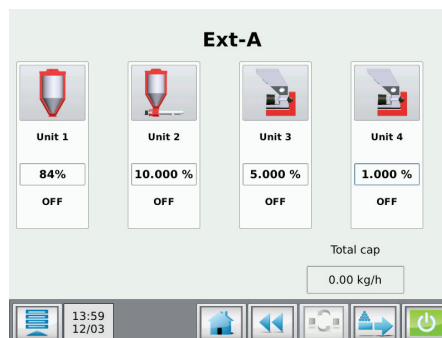 Ext-A
Unit 1
Unit 2
Unit 3
Unit 4
84%
10.000 %
5.000 %
1.000 %
OFF
OFF
OFF
OFF
Total cap
0.00 kg/h
13:59
12/03